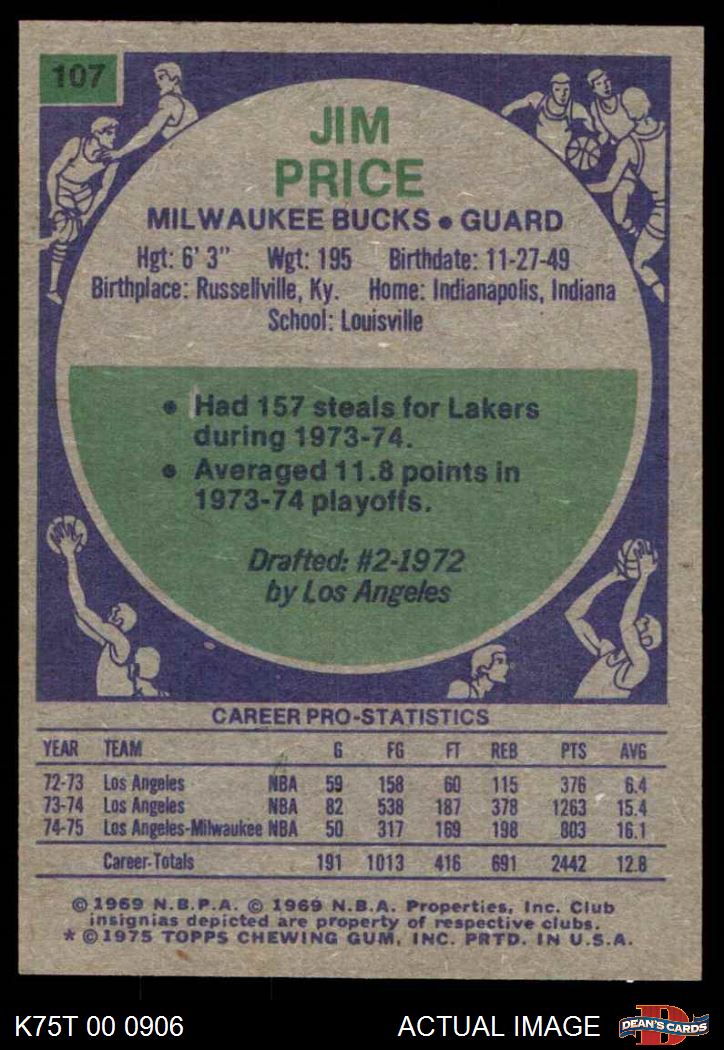 107
JIM
PRICE
MILWAUKEE BUCKS • GUARD
Hgt: 6' 3" Wgt: 195 Birthdate: 11-27-49
Birthplace: Russellville, Ky. Home: Indianapolis, Indiana
School: Louisville
• Had 157 steals for Lakers
during 1973-74.
• Averaged 11.8 points in
1973-74 playoffs.
Drafted: #2-1972
by Los Angeles
CAREER PRO-STATISTICS
YEAR TEAM G FG FT REB PTS AVG
72-73 Los Angeles NBA 59 158 60 115 376 6.4
73-74 Los Angeles NBA 82 538 187 378 1263 15.4
74-75 Los Angeles-Milwaukee NBA 50 317 169 198 803 16.1
Career-Totals 191 1013 416 691 2442 12.8
© 1969 N.B.P.A. © 1969 N.B.A. Properties, Inc. Club
insignias depicted are property of respective clubs.
* © 1975 TOPPS CHEWING GUM, INC. PRTD. IN U.S.A.
K75T 00 0906 ACTUAL IMAGE D DEAN'S CARDS